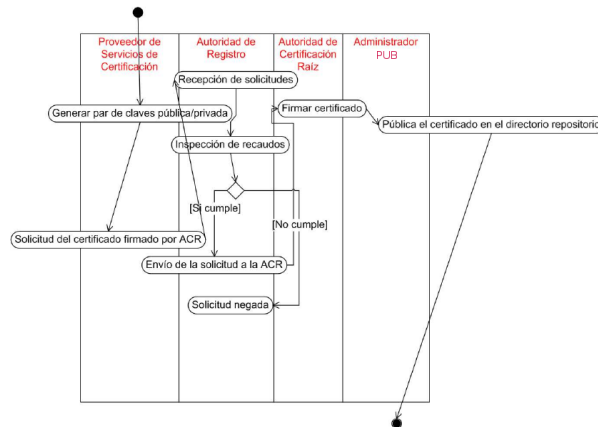 Proveedor de
Servicios de
Certificación
Autoridad de
Registro
Autoridad de
Certificación
Raíz
Administrador
PUB
Recepción de solicitudes
Generar par de claves pública/privada
Firmar certificado
Pública el certificado en el directorio repositorio
Inspección de recaudos
[Si cumple]
[No cumple]
Solicitud del certificado firmado por ACR
Envío de la solicitud a la ACR
Solicitud negada